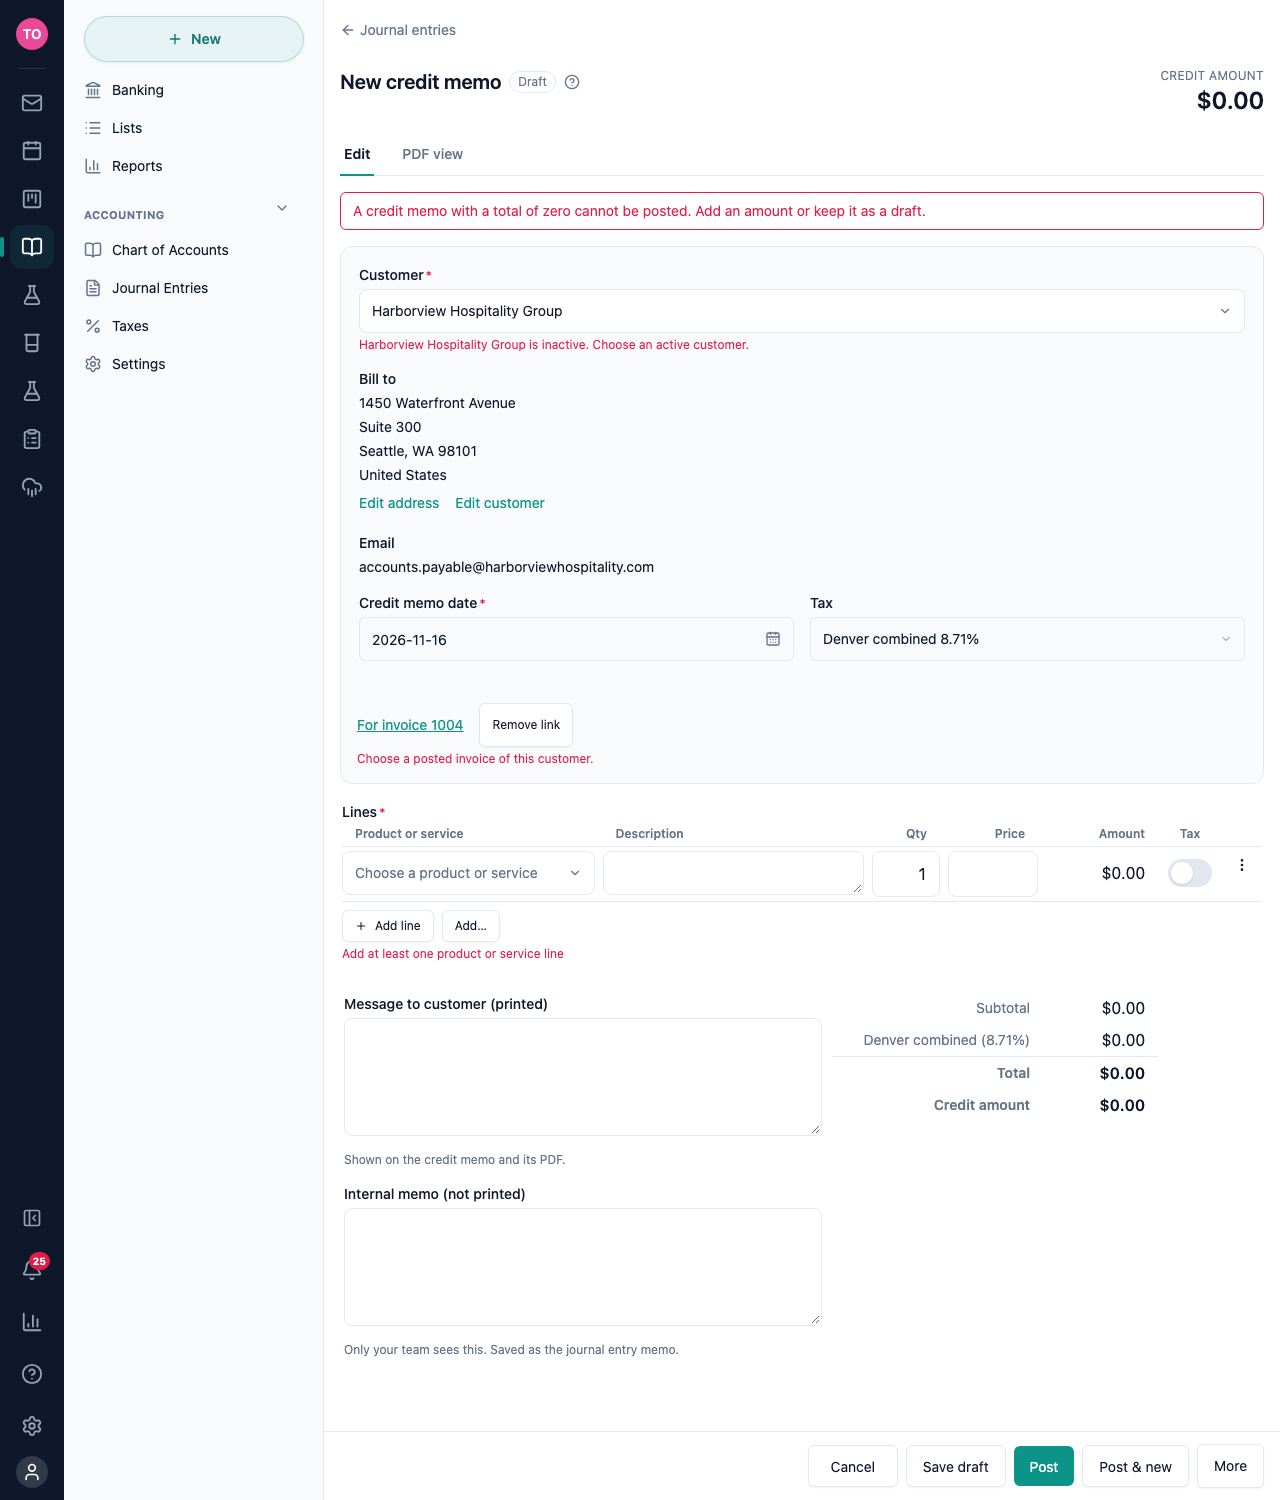 TO
New
Banking
Lists
Reports
ACCOUNTING
Chart of Accounts
Journal Entries
Taxes
Settings
25
Journal entries
New credit memo
Draft
CREDIT AMOUNT
$0.00
Edit
PDF view
A credit memo with a total of zero cannot be posted. Add an amount or keep it as a draft.
Customer*
Harborview Hospitality Group
Harborview Hospitality Group is inactive. Choose an active customer.
Bill to
1450 Waterfront Avenue
Suite 300
Seattle, WA 98101
United States
Edit address Edit customer
Email
accounts.payable@harborviewhospitality.com
Credit memo date* Tax
2026-11-16 Denver combined 8.71%
For invoice 1004 Remove link
Choose a posted invoice of this customer.
Lines*
Product or service Description Qty Price Amount Tax
Choose a product or service 1 $0.00
Add line Add...
Add at least one product or service line
Message to customer (printed)
Shown on the credit memo and its PDF.
Subtotal $0.00
Denver combined (8.71%) $0.00
Total $0.00
Credit amount $0.00
Internal memo (not printed)
Only your team sees this. Saved as the journal entry memo.
Cancel Save draft Post Post & new More